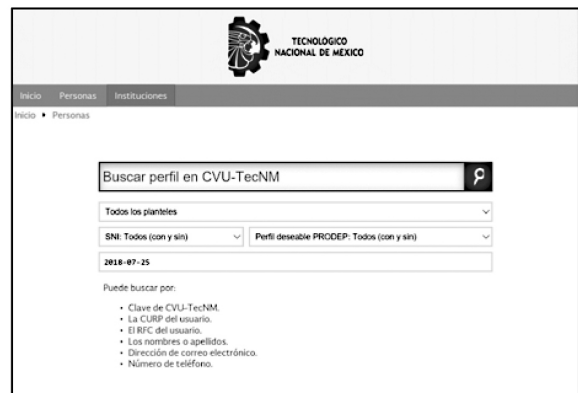 TECNOLÓGICO
NACIONAL DE MÉXICO
Inicio Personas Instituciones
Inicio • Personas
Buscar perfil en CVU-TecNM
Todos los planteles
SNI: Todos (con y sin) Perfil deseable PRODEP: Todos (con y sin)
2018-07-25
Puede buscar por:
• Clave de CVU-TecNM.
• La CURP del usuario.
• El RFC del usuario.
• Los nombres o apellidos.
• Dirección de correo electrónico.
• Número de teléfono.